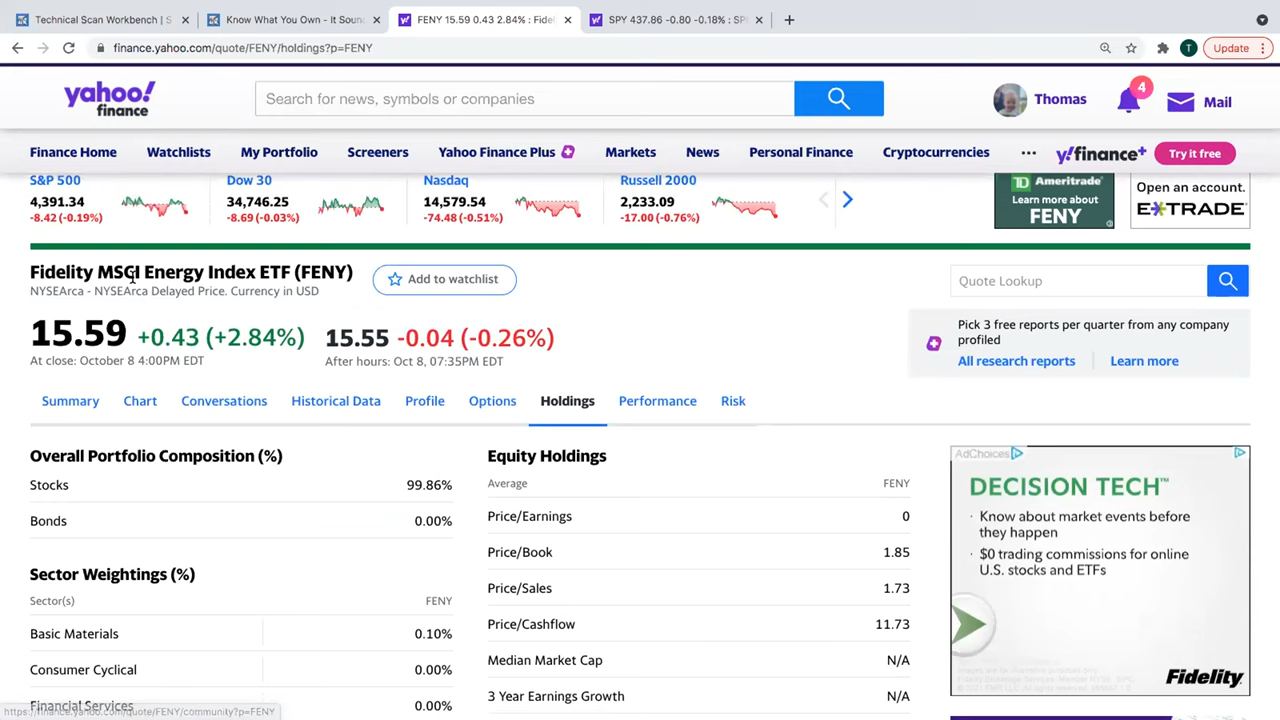 Technical Scan Workbench | S
Know What You Own - It Soun
FENY 15.59 0.43 2.84% : Fidel
SPY 437.86 -0.80 -0.18% : SP
finance.yahoo.com/quote/FENY/holdings?p=FENY
T
Update
yahoo!
finance
Search for news, symbols or companies
Thomas
4
Mail
Finance Home
Watchlists
My Portfolio
Screeners
Yahoo Finance Plus
Markets
News
Personal Finance
Cryptocurrencies
...
y!finance+
Try it free
S&P 500
4,391.34
-8.42 (-0.19%)
Dow 30
34,746.25
-8.69 (-0.03%)
Nasdaq
14,579.54
-74.48 (-0.51%)
Russell 2000
2,233.09
-17.00 (-0.76%)
TD Ameritrade
Learn more about
FENY
Open an account.
E*TRADE
Fidelity MSCI Energy Index ETF (FENY)
NYSEArca - NYSEArca Delayed Price. Currency in USD
Add to watchlist
Quote Lookup
15.59 +0.43 (+2.84%)
At close: October 8 4:00PM EDT
15.55 -0.04 (-0.26%)
After hours: Oct 8, 07:35PM EDT
Pick 3 free reports per quarter from any company
profiled
All research reports
Learn more
Summary
Chart
Conversations
Historical Data
Profile
Options
Holdings
Performance
Risk
Overall Portfolio Composition (%)
Stocks 99.86%
Bonds 0.00%
Sector Weightings (%)
Sector(s) FENY
Basic Materials 0.10%
Consumer Cyclical 0.00%
Financial Services 0.00%
Equity Holdings
Average FENY
Price/Earnings 0
Price/Book 1.85
Price/Sales 1.73
Price/Cashflow 11.73
Median Market Cap N/A
3 Year Earnings Growth N/A
AdChoices
DECISION TECH℠
· Know about market events before
they happen
· $0 trading commissions for online
U.S. stocks and ETFs
Fidelity
https://finance.yahoo.com/quote/FENY/community?p=FENY